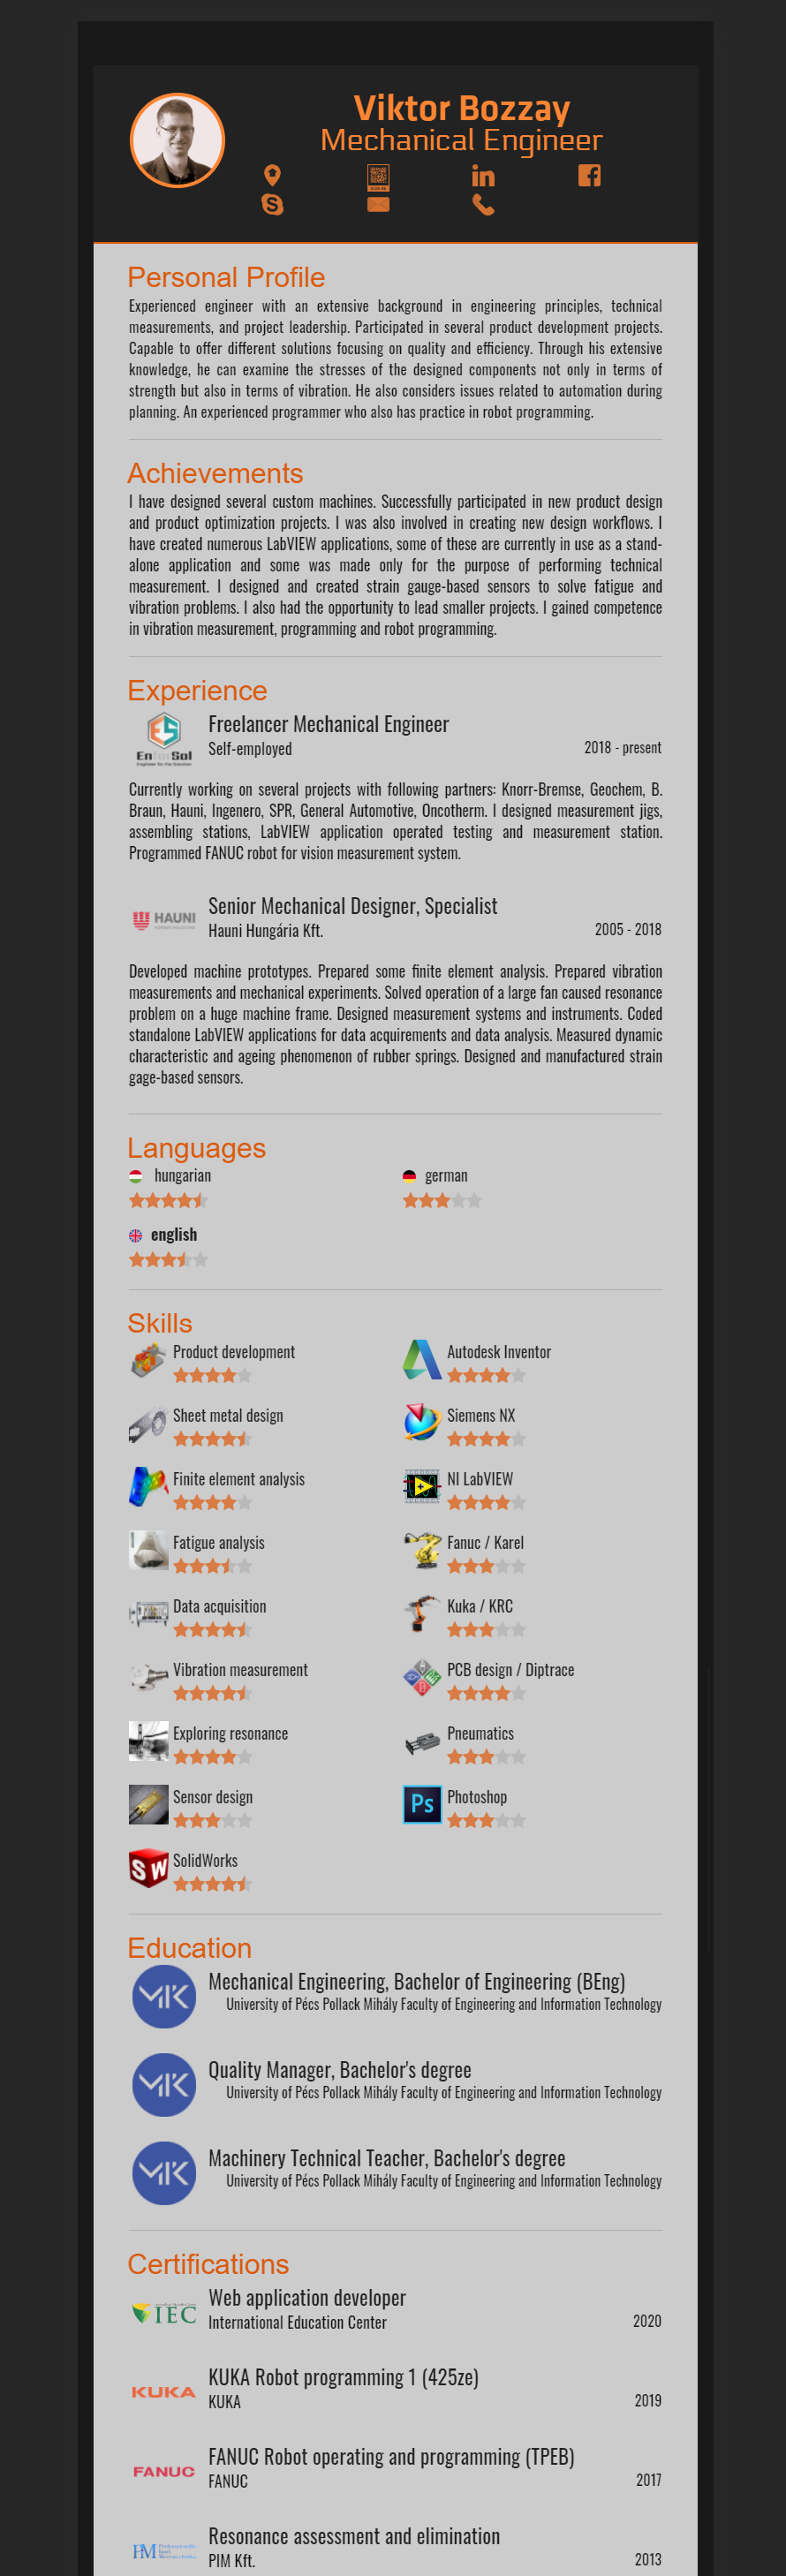 Viktor Bozzay
Mechanical Engineer
Personal Profile
Experienced engineer with an extensive background in engineering principles, technical
measurements, and project leadership. Participated in several product development projects.
Capable to offer different solutions focusing on quality and efficiency. Through his extensive
knowledge, he can examine the stresses of the designed components not only in terms of
strength but also in terms of vibration. He also considers issues related to automation during
planning. An experienced programmer who also has practice in robot programming.
Achievements
I have designed several custom machines. Successfully participated in new product design
and product optimization projects. I was also involved in creating new design workflows. I
have created numerous LabVIEW applications, some of these are currently in use as a stand-
alone application and some was made only for the purpose of performing technical
measurement. I designed and created strain gauge-based sensors to solve fatigue and
vibration problems. I also had the opportunity to lead smaller projects. I gained competence
in vibration measurement, programming and robot programming.
Experience
EnforSol
Engineer for the Solution
Freelancer Mechanical Engineer
Self-employed
2018 - present
Currently working on several projects with following partners: Knorr-Bremse, Geochem, B.
Braun, Hauni, Ingenero, SPR, General Automotive, Oncotherm. I designed measurement jigs,
assembling stations, LabVIEW application operated testing and measurement station.
Programmed FANUC robot for vision measurement system.
HAUNI
Senior Mechanical Designer, Specialist
Hauni Hungária Kft.
2005 - 2018
Developed machine prototypes. Prepared some finite element analysis. Prepared vibration
measurements and mechanical experiments. Solved operation of a large fan caused resonance
problem on a huge machine frame. Designed measurement systems and instruments. Coded
standalone LabVIEW applications for data acquirements and data analysis. Measured dynamic
characteristic and ageing phenomenon of rubber springs. Designed and manufactured strain
gage-based sensors.
Languages
hungarian
german
english
Skills
Product development
Autodesk Inventor
Sheet metal design
Siemens NX
Finite element analysis
NI LabVIEW
Fatigue analysis
Fanuc / Karel
Data acquisition
Kuka / KRC
Vibration measurement
PCB design / Diptrace
Exploring resonance
Pneumatics
Sensor design
Ps
Photoshop
SW
SolidWorks
Education
MIK
Mechanical Engineering, Bachelor of Engineering (BEng)
University of Pécs Pollack Mihály Faculty of Engineering and Information Technology
MIK
Quality Manager, Bachelor's degree
University of Pécs Pollack Mihály Faculty of Engineering and Information Technology
MIK
Machinery Technical Teacher, Bachelor's degree
University of Pécs Pollack Mihály Faculty of Engineering and Information Technology
Certifications
IEC
Web application developer
International Education Center
2020
KUKA
KUKA Robot programming 1 (425ze)
KUKA
2019
FANUC
FANUC Robot operating and programming (TPEB)
FANUC
2017
PIM
Resonance assessment and elimination
PIM Kft.
2013